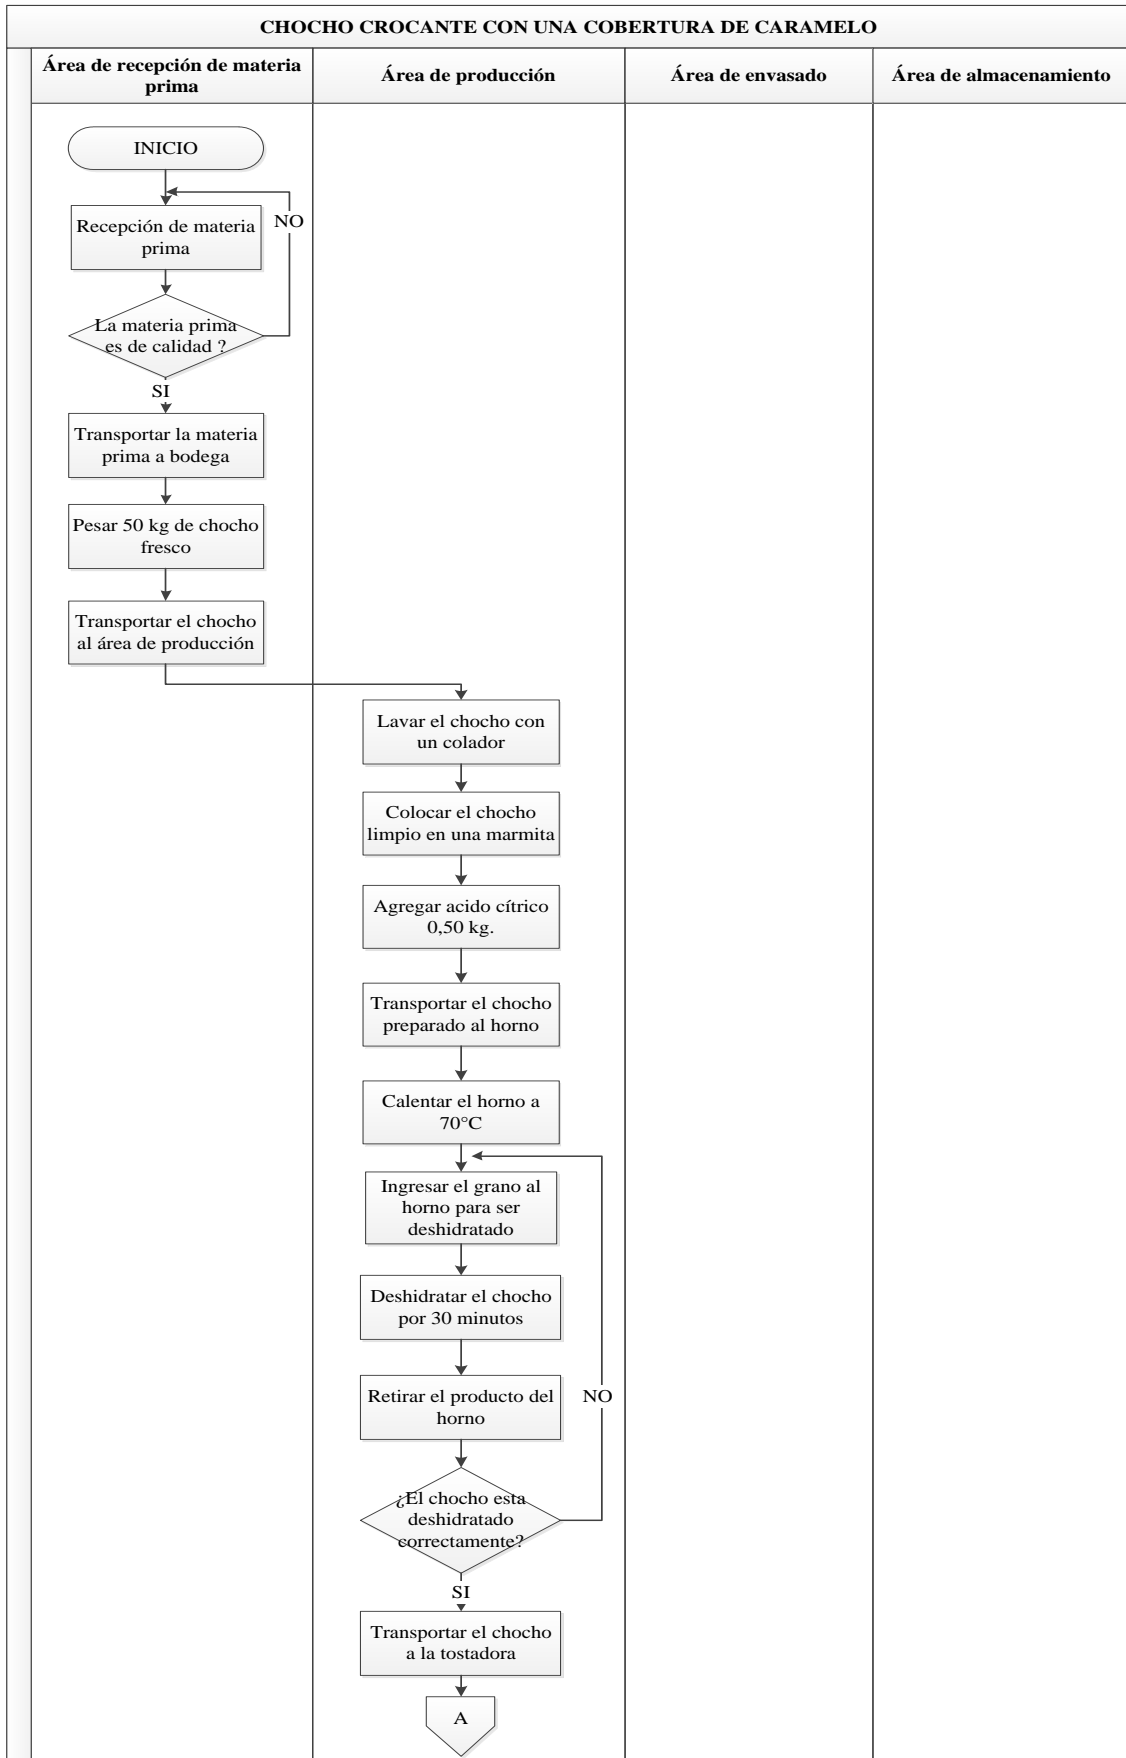 CHOCHO CROCANTE CON UNA COBERTURA DE CARAMELO
Área de recepción de materia
prima
Área de producción
Área de envasado
Área de almacenamiento
INICIO
NO
Recepción de materia
prima
La materia prima
es de calidad ?
SI
Transportar la materia
prima a bodega
Pesar 50 kg de chocho
fresco
Transportar el chocho
al área de producción
Lavar el chocho con
un colador
Colocar el chocho
limpio en una marmita
Agregar acido cítrico
0,50 kg.
Transportar el chocho
preparado al horno
Calentar el horno a
70°C
Ingresar el grano al
horno para ser
deshidratado
Deshidratar el chocho
por 30 minutos
Retirar el producto del
horno
NO
¿El chocho esta
deshidratado
correctamente?
SI
Transportar el chocho
a la tostadora
A